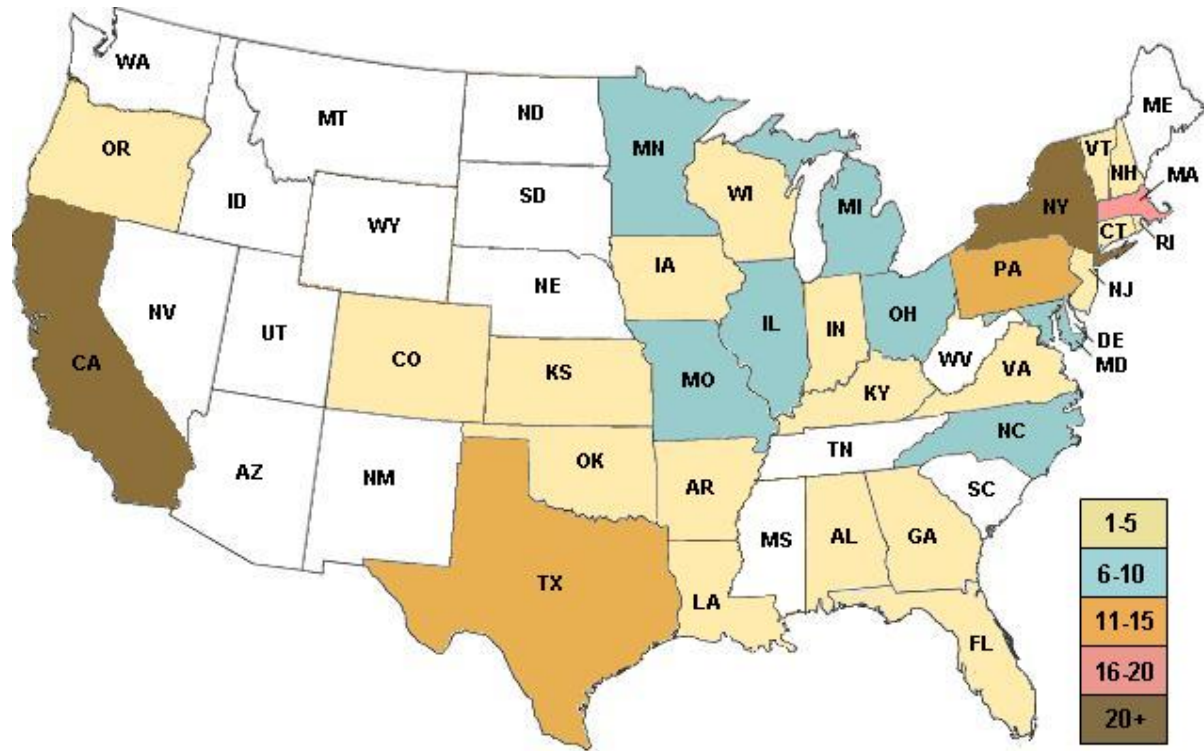 WA
MT
ND
MN
ME
OR
ID
SD
WI
VT
NH
MA
WY
MI
NY
CT
RI
IA
NE
PA
NJ
NV
UT
IL
IN
OH
DE
MD
CA
CO
KS
MO
WV
VA
KY
NC
AZ
NM
OK
AR
TN
SC
MS
AL
GA
TX
LA
FL
1-5
6-10
11-15
16-20
20+